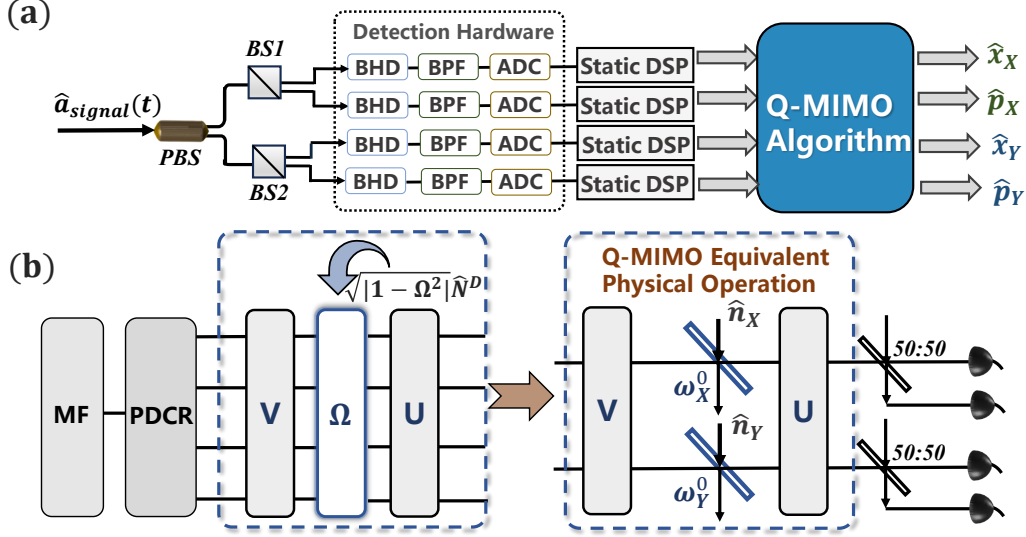 (a)
Detection Hardware
BS1
BHD BPF ADC Static DSP
x̂_X
â_signal(t)
BHD BPF ADC Static DSP
Q-MIMO
Algorithm
p̂_X
PBS
BHD BPF ADC Static DSP
x̂_Y
BS2
BHD BPF ADC Static DSP
p̂_Y
(b)
√|1 − Ω²|N̂^D
MF PDCR V Ω U
Q-MIMO Equivalent
Physical Operation
n̂_X
50:50
V
ω_X^0
U
n̂_Y
50:50
ω_Y^0